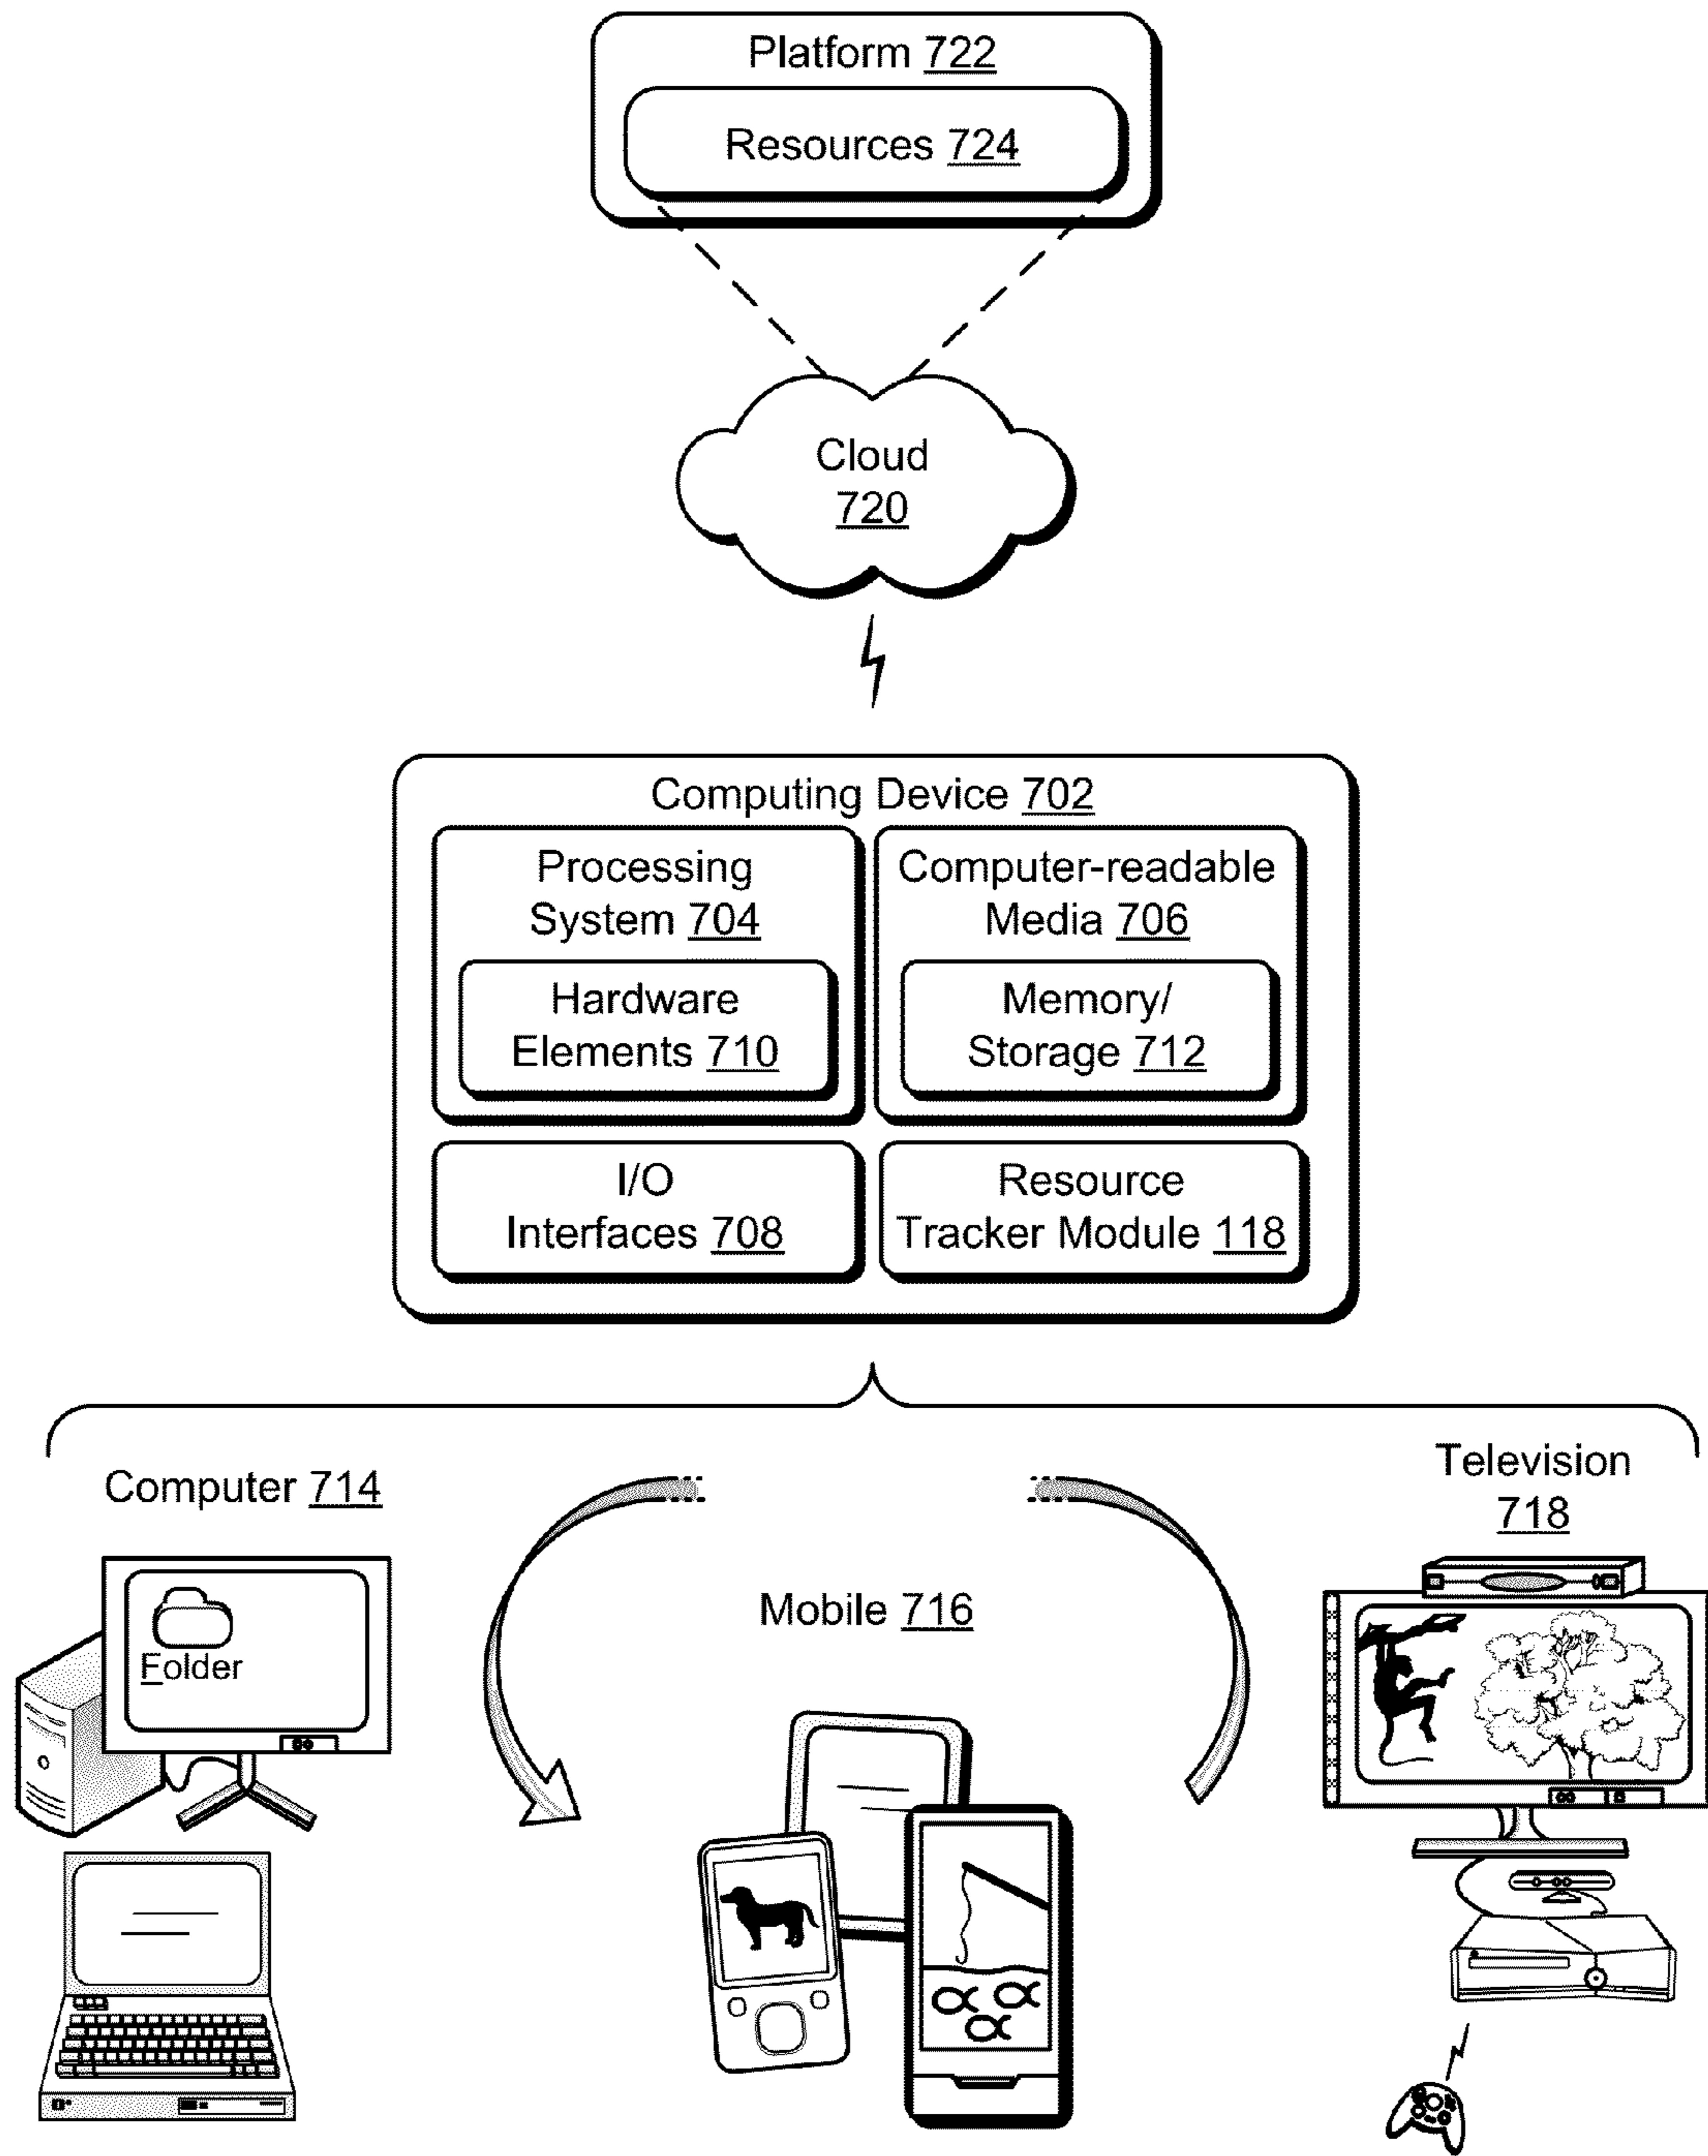 Platform 722
Resources 724
Cloud
720
Computing Device 702
Processing
System 704
Computer-readable
Media 706
Hardware
Elements 710
Memory/
Storage 712
I/O
Interfaces 708
Resource
Tracker Module 118
Computer 714
Television
718
Mobile 716
Folder